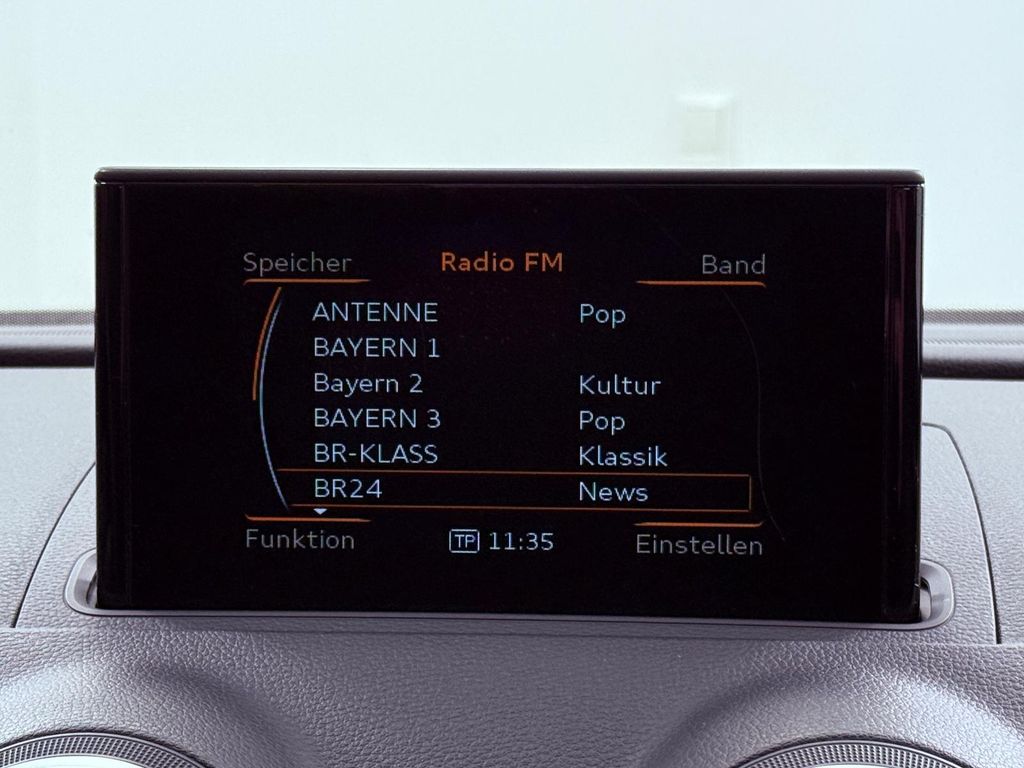 Speicher Radio FM Band
ANTENNE Pop
BAYERN 1
Bayern 2 Kultur
BAYERN 3 Pop
BR-KLASS Klassik
BR24 News
Funktion TP 11:35 Einstellen